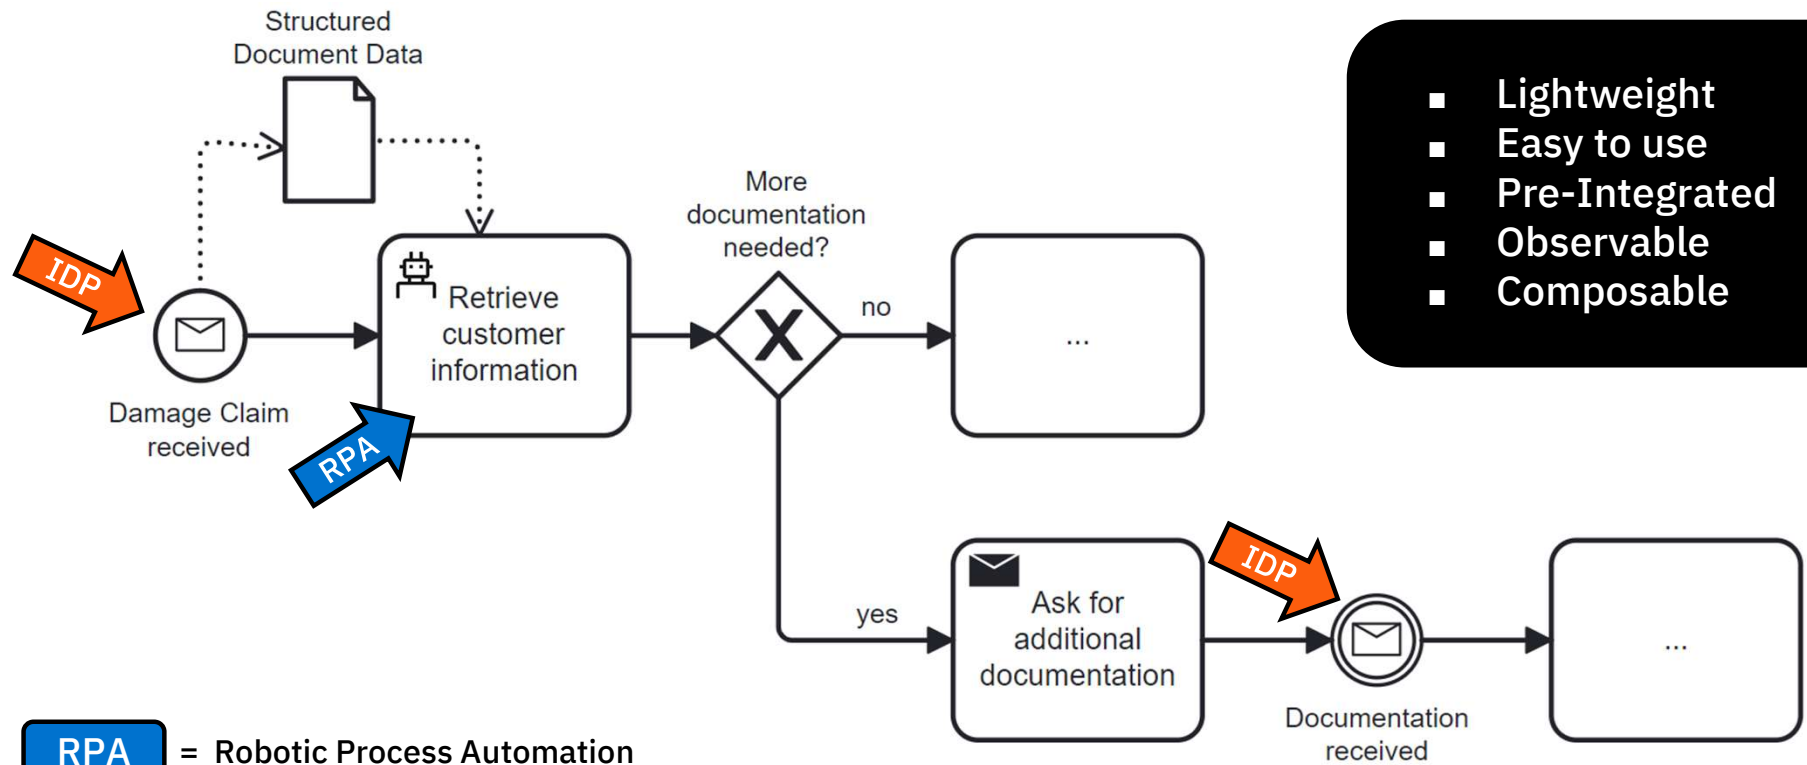 Structured
Document Data
IDP
Damage Claim
received
Retrieve
customer
information
RPA
More
documentation
needed?
no
...
yes
Ask for
additional
documentation
IDP
Documentation
received
...
▪ Lightweight
▪ Easy to use
▪ Pre-Integrated
▪ Observable
▪ Composable
RPA = Robotic Process Automation